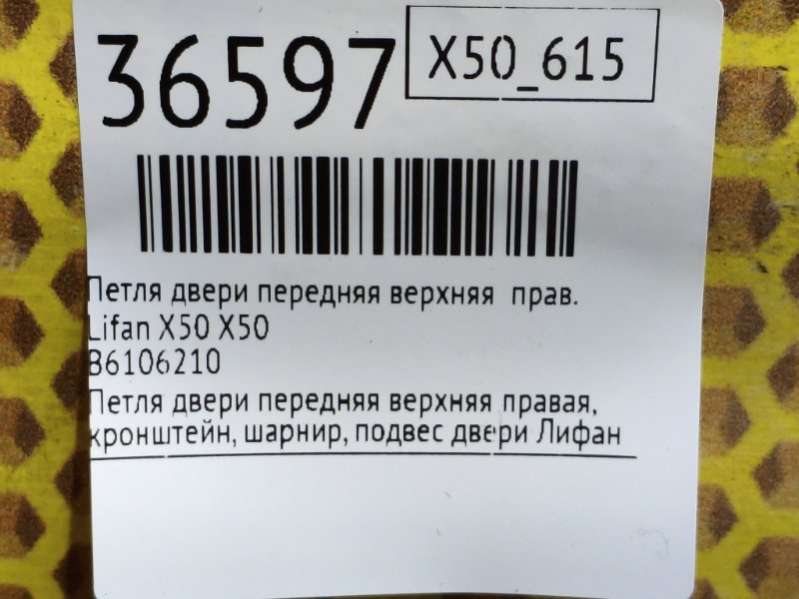 36597
X50_615
Петля двери передняя верхняя прав.
Lifan X50 X50
B6106210
Петля двери передняя верхняя правая,
кронштейн, шарнир, подвес двери Лифан